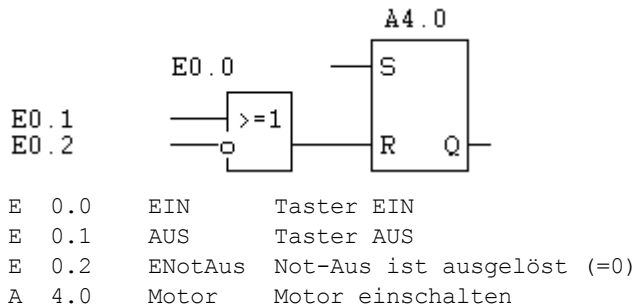 A4.0
E0.0 S
E0.1 >=1
E0.2 R Q
E 0.0 EIN Taster EIN
E 0.1 AUS Taster AUS
E 0.2 ENotAus Not-Aus ist ausgelöst (=0)
A 4.0 Motor Motor einschalten